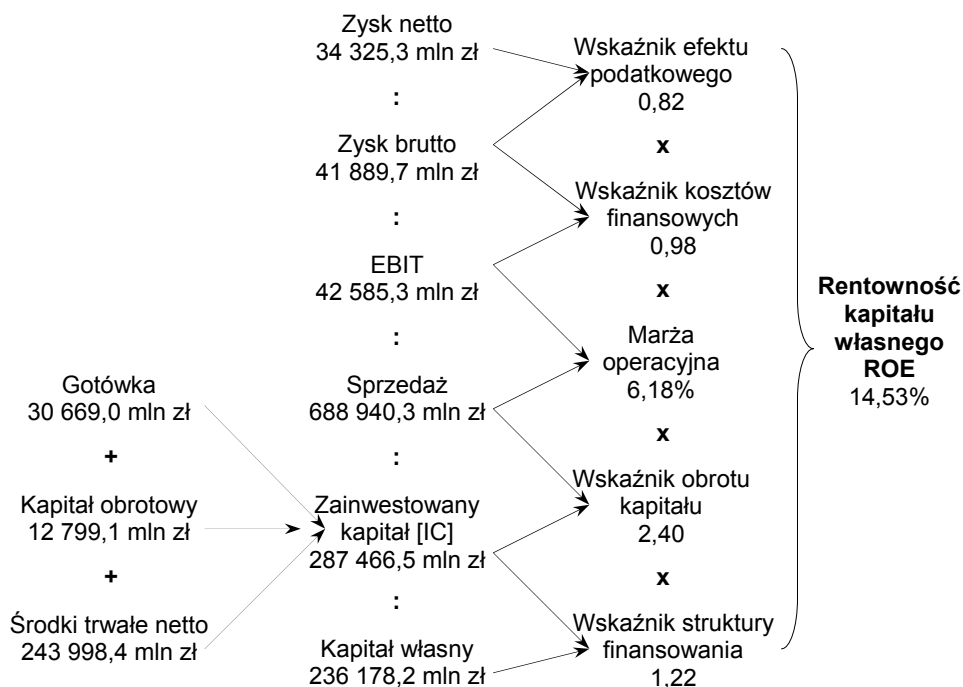 Zysk netto
34 325,3 mln zł
:
Zysk brutto
41 889,7 mln zł
:
EBIT
42 585,3 mln zł
:
Sprzedaż
688 940,3 mln zł
:
Zainwestowany
kapitał [IC]
287 466,5 mln zł
:
Kapitał własny
236 178,2 mln zł
Gotówka
30 669,0 mln zł
+
Kapitał obrotowy
12 799,1 mln zł
+
Środki trwałe netto
243 998,4 mln zł
Wskaźnik efektu
podatkowego
0,82
x
Wskaźnik kosztów
finansowych
0,98
x
Marża
operacyjna
6,18%
x
Wskaźnik obrotu
kapitału
2,40
x
Wskaźnik struktury
finansowania
1,22
Rentowność
kapitału
własnego
ROE
14,53%